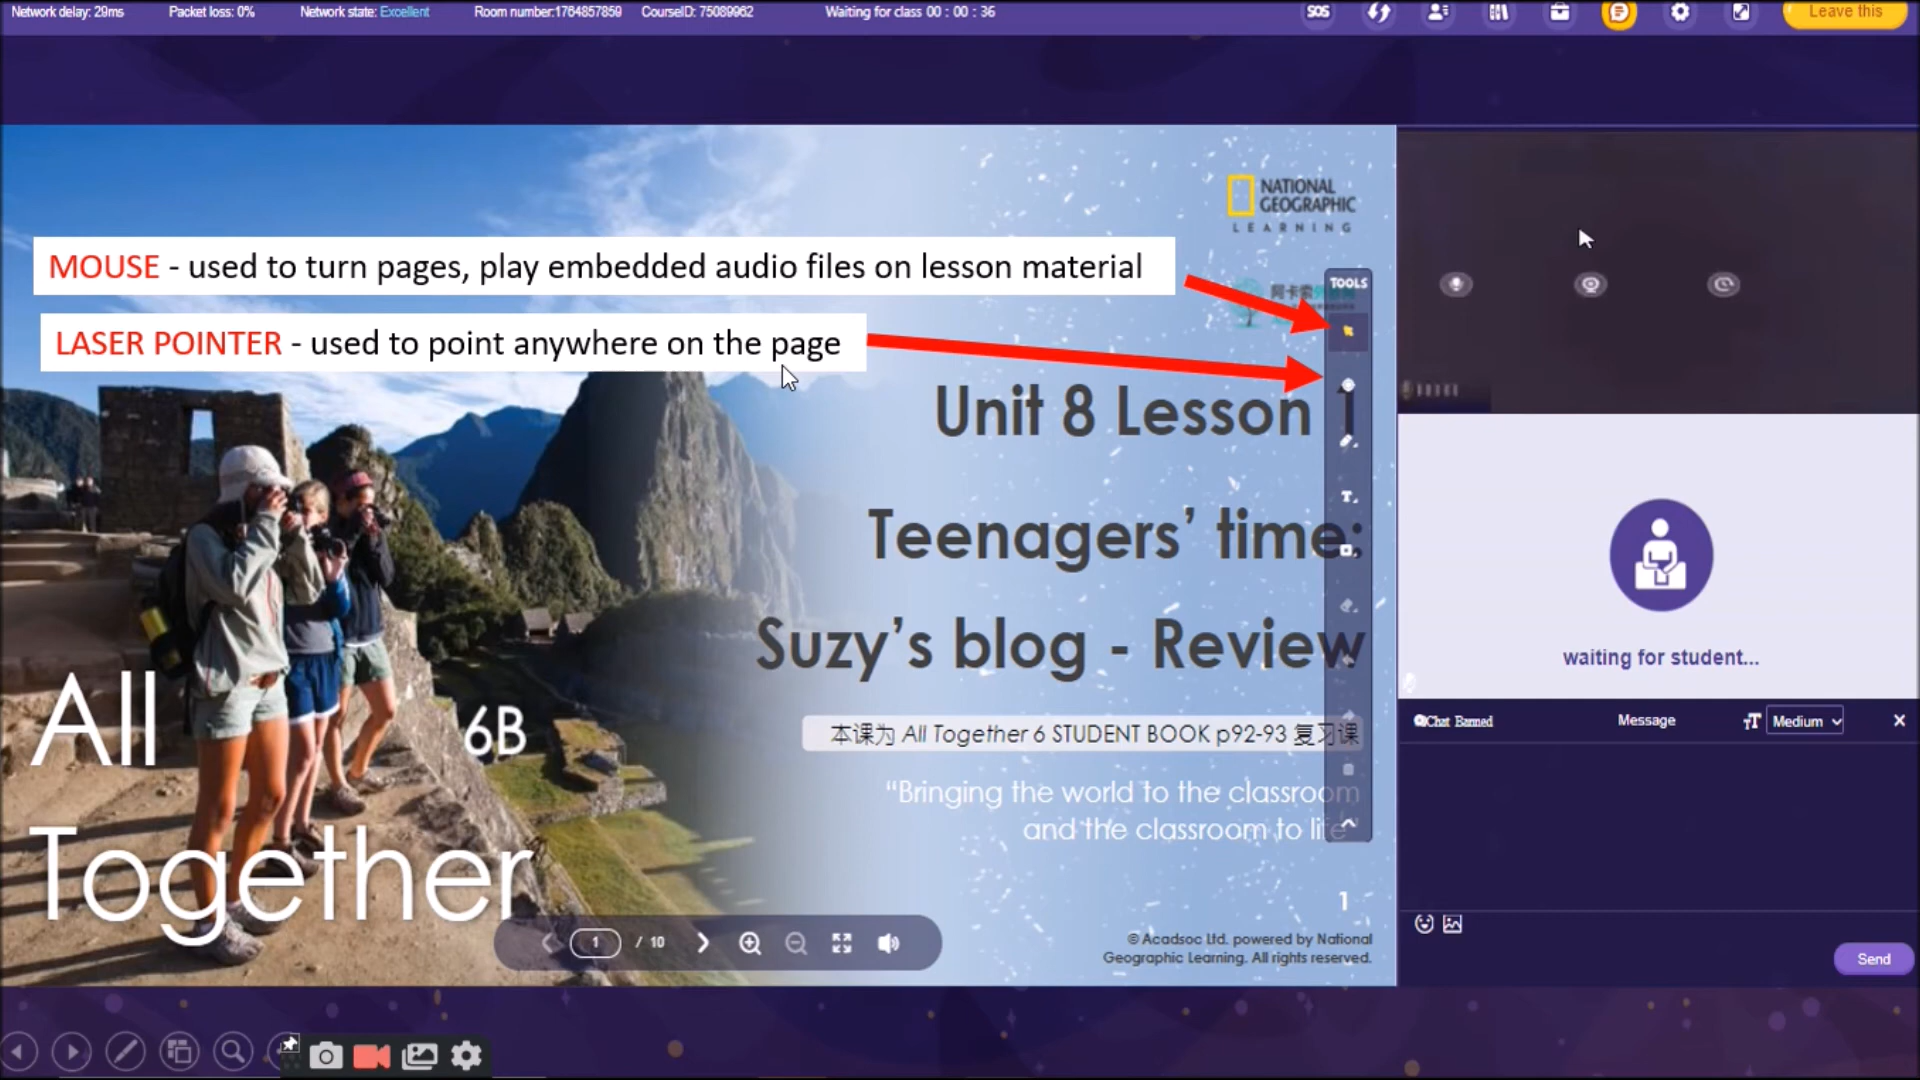 Network delay: 29ms Packet loss: 0% Network state: Excellent Room number:1764857859 CourseID: 75089962 Waiting for class 00 : 00 : 36
SOS
Leave this
NATIONAL
GEOGRAPHIC
LEARNING
MOUSE - used to turn pages, play embedded audio files on lesson material
TOOLS
阿卡索
LASER POINTER - used to point anywhere on the page
Unit 8 Lesson 1
Teenagers’ time:
Suzy’s blog - Review
waiting for student...
All
Together
6B
本课为 All Together 6 STUDENT BOOK p92-93 复习课
“Bringing the world to the classroom
and the classroom to life
1
Chat Banned Message Medium
1 / 10
© Acadsoc Ltd. powered by National
Geographic Learning. All rights reserved.
Send